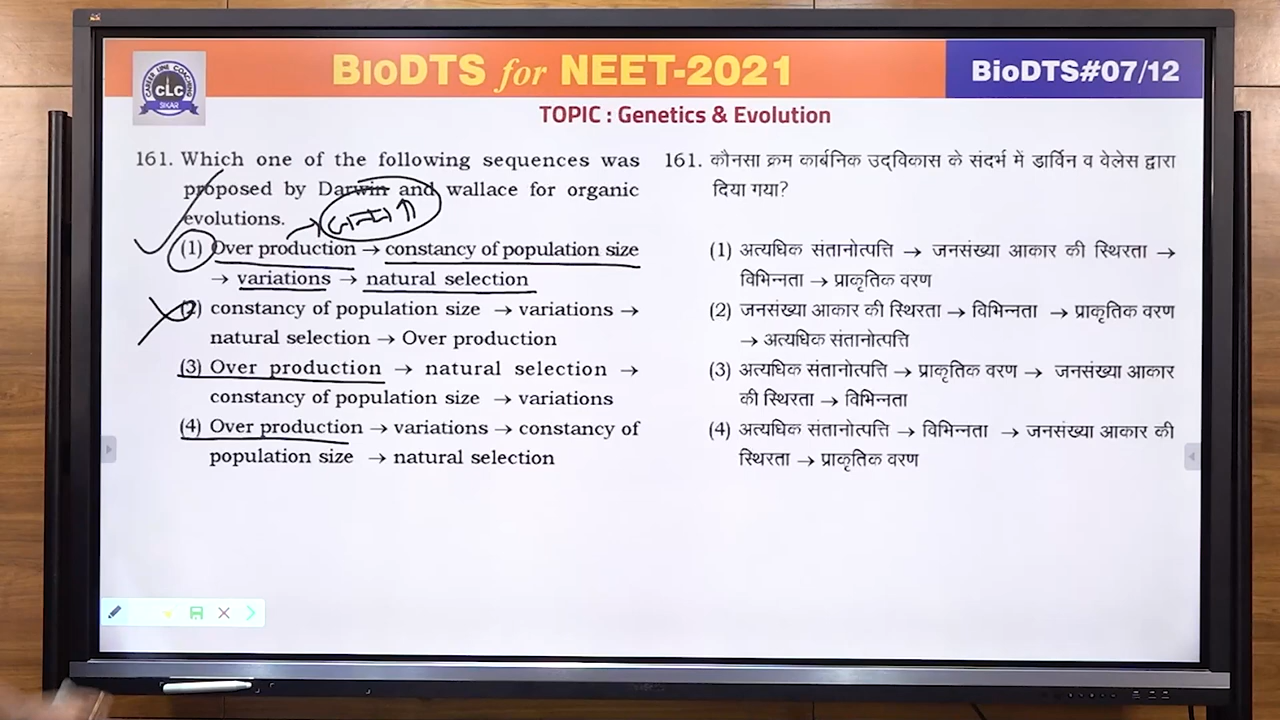 BIODTS for NEET-2021
BioDTS#07/12
CAREER LINE COACHING
CLC
SIKAR
TOPIC : Genetics & Evolution
161. Which one of the following sequences was
proposed by Darwin and wallace for organic
evolutions.
(1) Over production → constancy of population size
→ variations → natural selection
(2) constancy of population size → variations →
natural selection → Over production
(3) Over production → natural selection →
constancy of population size → variations
(4) Over production → variations → constancy of
population size → natural selection
161. कौनसा क्रम कार्बनिक उद्विकास के संदर्भ में डार्विन व वेलेस द्वारा
दिया गया?
(1) अत्यधिक संतानोत्पत्ति → जनसंख्या आकार की स्थिरता →
विभिन्नता → प्राकृतिक वरण
(2) जनसंख्या आकार की स्थिरता → विभिन्नता → प्राकृतिक वरण
→ अत्यधिक संतानोत्पत्ति
(3) अत्यधिक संतानोत्पत्ति → प्राकृतिक वरण → जनसंख्या आकार
की स्थिरता → विभिन्नता
(4) अत्यधिक संतानोत्पत्ति → विभिन्नता → जनसंख्या आकार की
स्थिरता → प्राकृतिक वरण